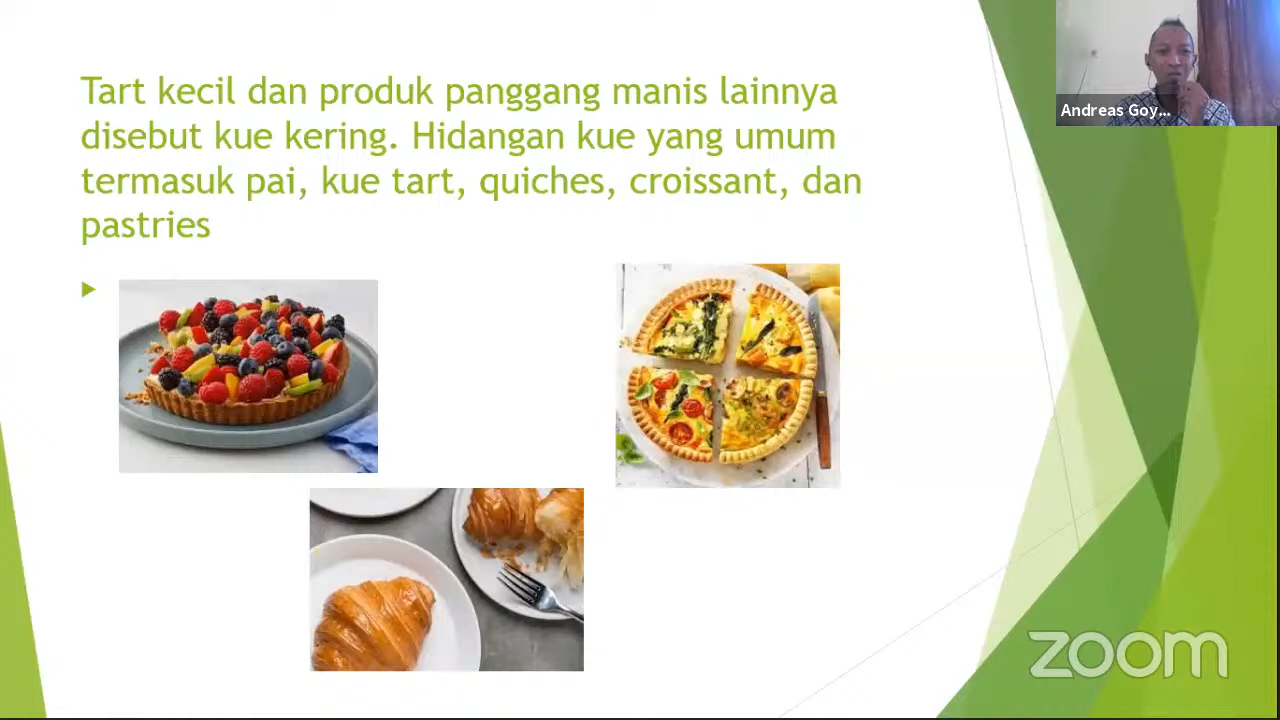 Tart kecil dan produk panggang manis lainnya
disebut kue kering. Hidangan kue yang umum
termasuk pai, kue tart, quiches, croissant, dan
pastries
Andreas Goy...
zoom